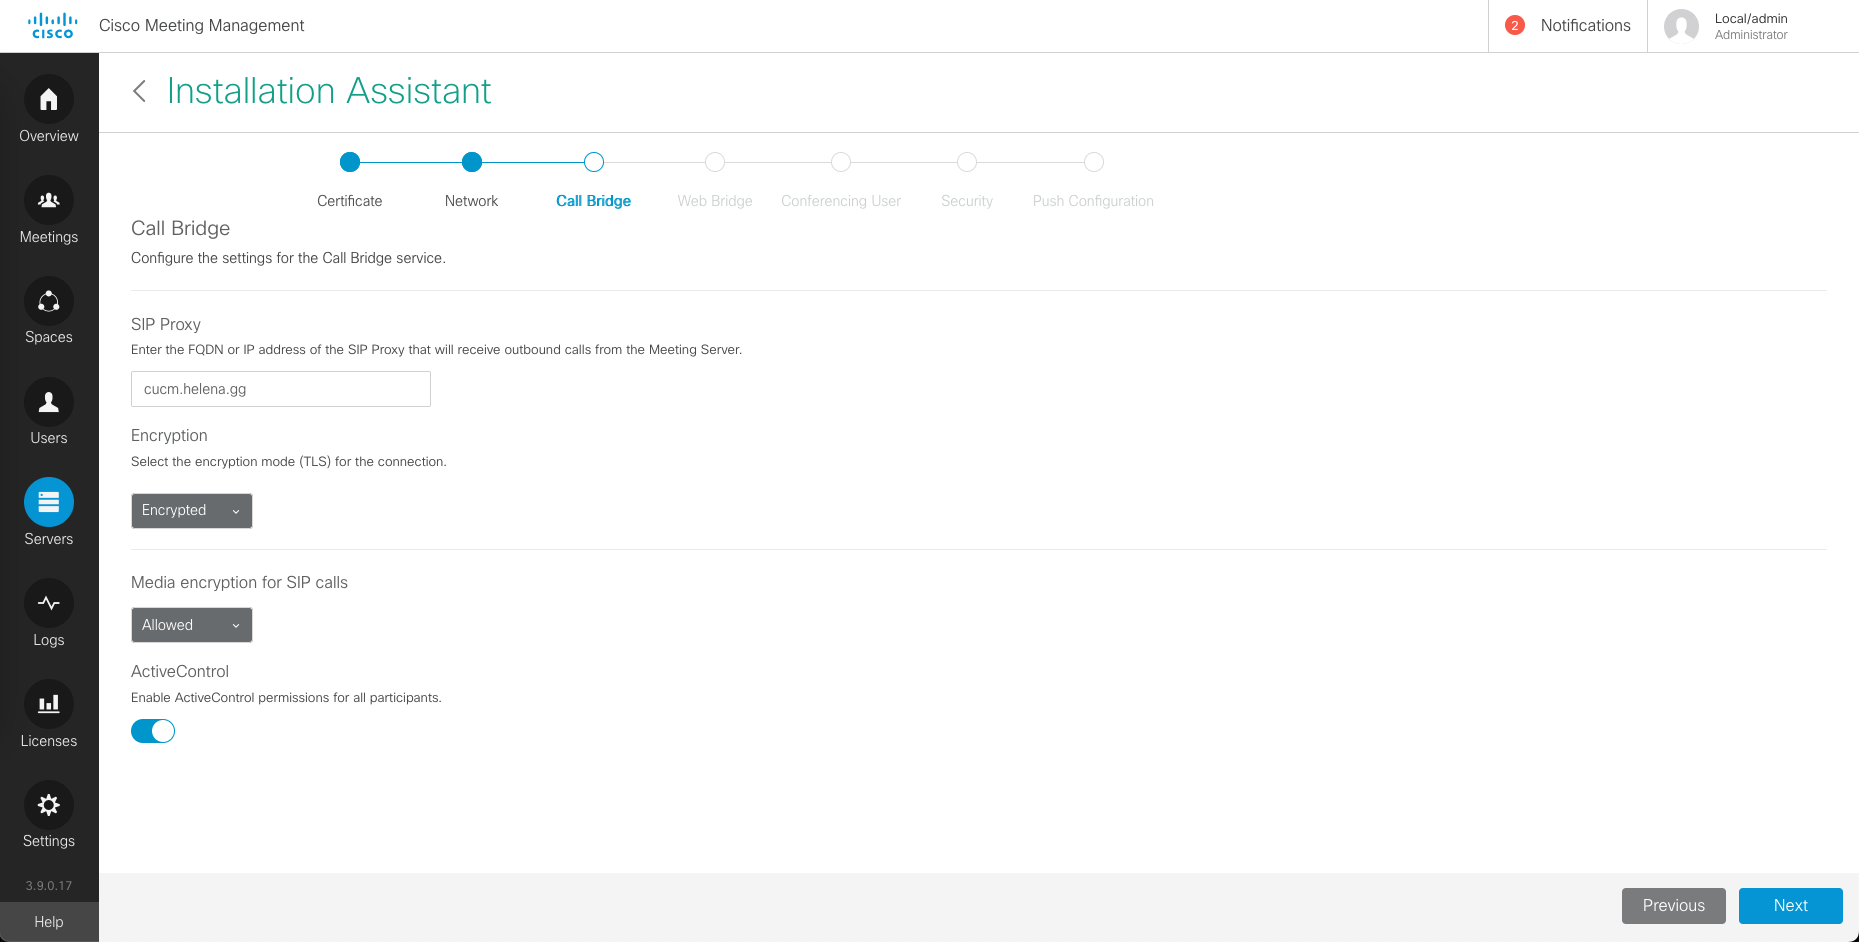 cisco
Cisco Meeting Management
2
Notifications
Local/admin
Administrator
Installation Assistant
Overview
Meetings
Spaces
Users
Servers
Logs
Licenses
Settings
3.9.0.17
Help
Certificate
Network
Call Bridge
Web Bridge
Conferencing User
Security
Push Configuration
Call Bridge
Configure the settings for the Call Bridge service.
SIP Proxy
Enter the FQDN or IP address of the SIP Proxy that will receive outbound calls from the Meeting Server.
cucm.helena.gg
Encryption
Select the encryption mode (TLS) for the connection.
Encrypted
Media encryption for SIP calls
Allowed
ActiveControl
Enable ActiveControl permissions for all participants.
Previous
Next